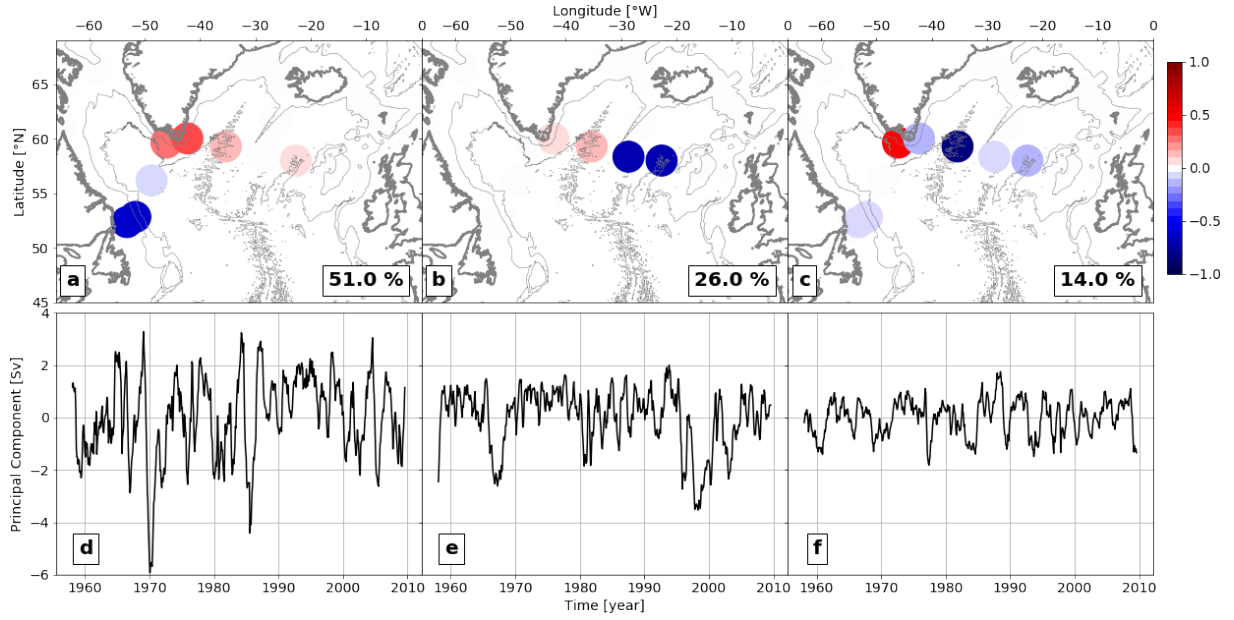 Longitude [°W]
−60 −50 −40 −30 −20 −10 0 −60 −50 −40 −30 −20 −10 0 −60 −50 −40 −30 −20 −10 0
Latitude [°N]
65
60
55
50
45
a 51.0 %
b 26.0 %
c 14.0 %
1.0
0.5
0.0
−0.5
−1.0
Principal Component [Sv]
4
2
0
−2
−4
−6
d
e
f
1960 1970 1980 1990 2000 2010 1960 1970 1980 1990 2000 2010 1960 1970 1980 1990 2000 2010
Time [year]